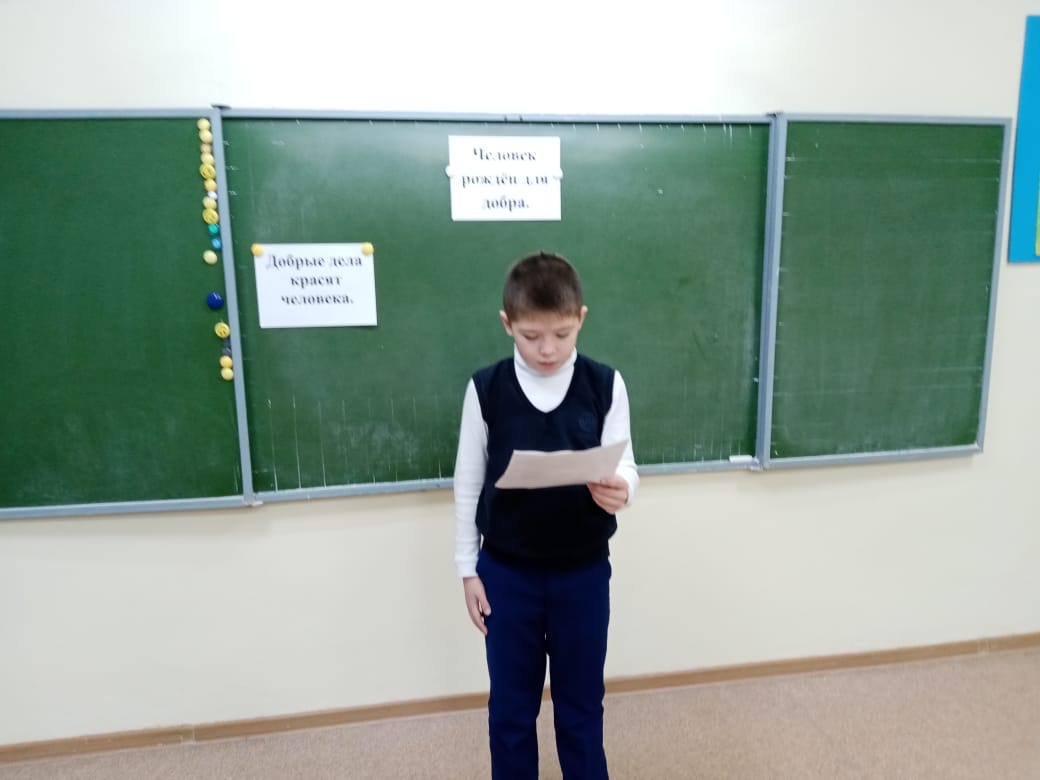 Человек
рождён для
добра.
Добрые дела
красят
человека.